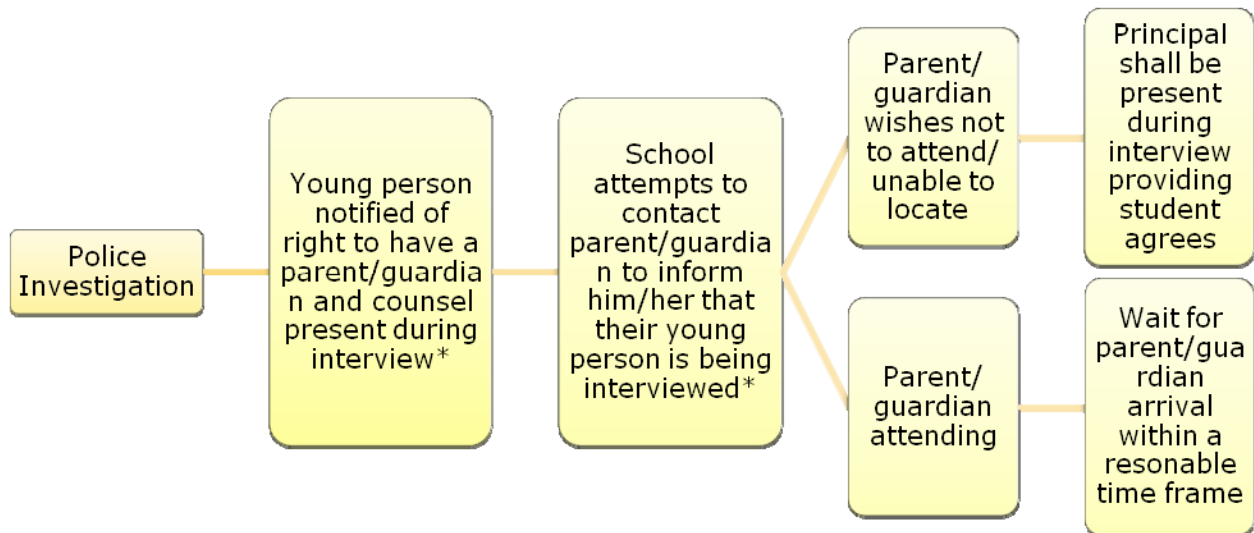 Police
Investigation
Young person
notified of
right to have a
parent/guardia
n and counsel
present during
interview*
School
attempts to
contact
parent/guardia
n to inform
him/her that
their young
person is being
interviewed*
Parent/
guardian
wishes not
to attend/
unable to
locate
Principal
shall be
present
during
interview
providing
student
agrees
Parent/
guardian
attending
Wait for
parent/gua
rdian
arrival
within a
resonable
time frame